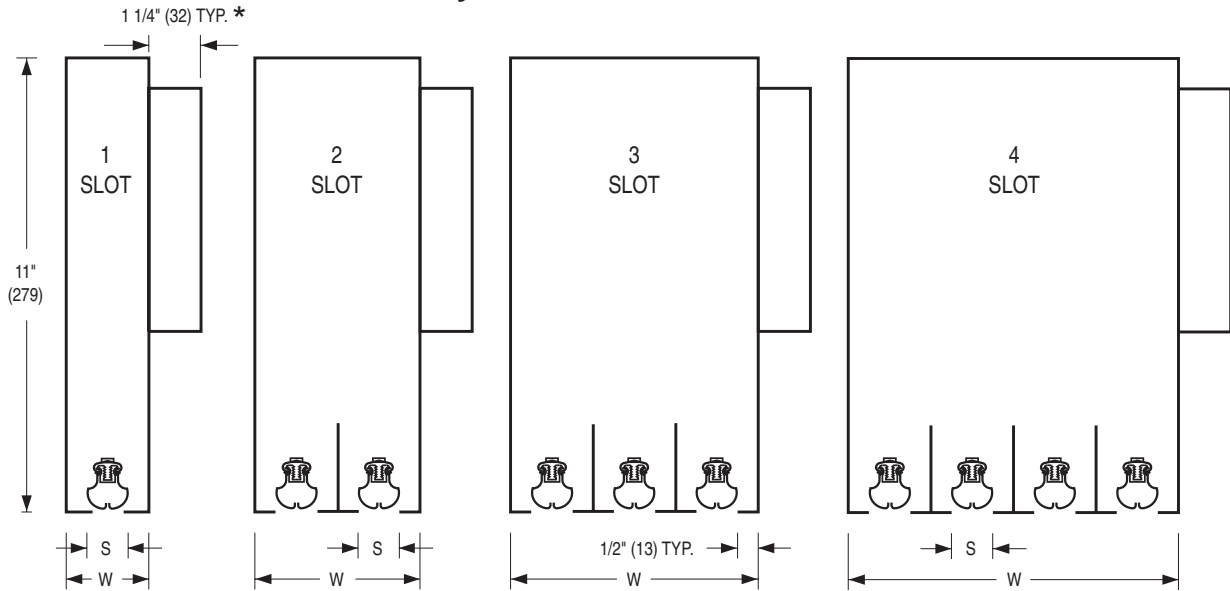 1 1/4" (32) TYP. *
1
SLOT
2
SLOT
3
SLOT
4
SLOT
11"
(279)
S
S
1/2" (13) TYP.
S
W
W
W
W